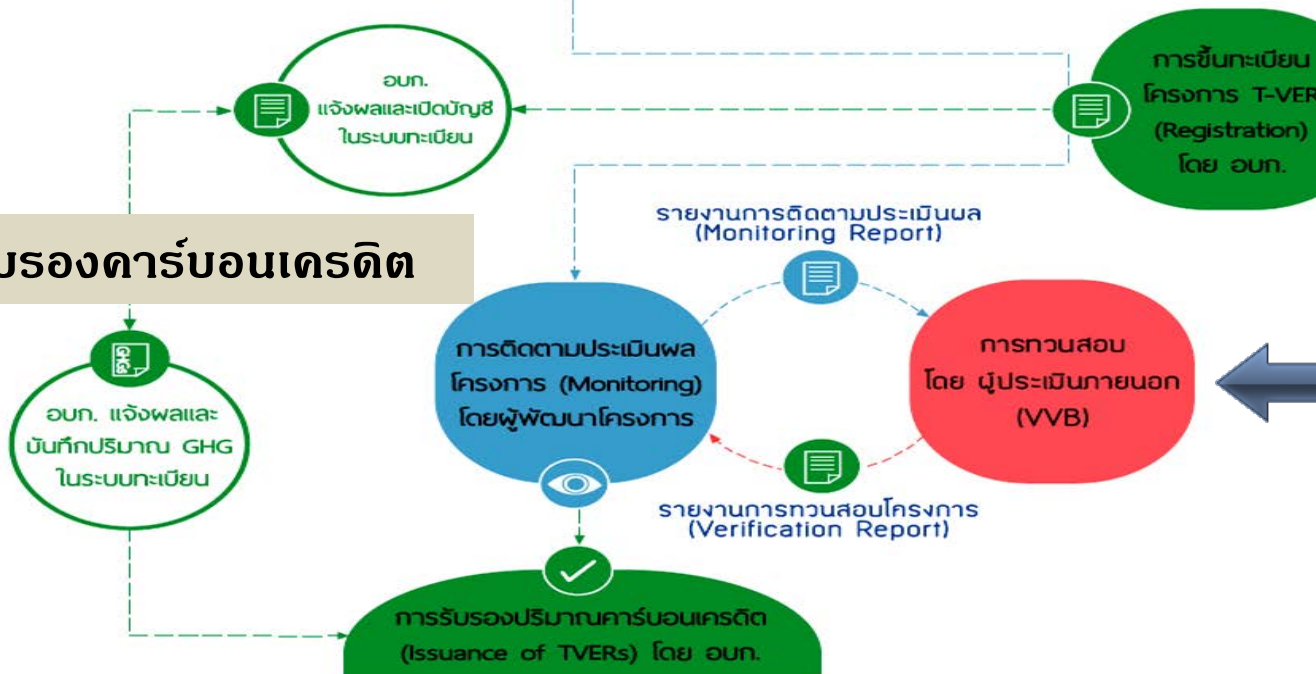 การขึ้นทะเบียน
โครงการ T-VER
(Registration)
โดย อบก.
อบก.
แจ้งผลและเปิดบัญชี
ในระบบทะเบียน
รายงานการติดตามประเมินผล
(Monitoring Report)
บรองคาร์บอนเครดิต
GHGs
การติดตามประเมินผล
โครงการ (Monitoring)
โดยผู้พัฒนาโครงการ
การทวนสอบ
โดย ผู้ประเมินภายนอก
(VVB)
อบก. แจ้งผลและ
บันทึกปริมาณ GHG
ในระบบทะเบียน
รายงานการทวนสอบโครงการ
(Verification Report)
การรับรองปริมาณคาร์บอนเครดิต
(Issuance of TVERs) โดย อบก.